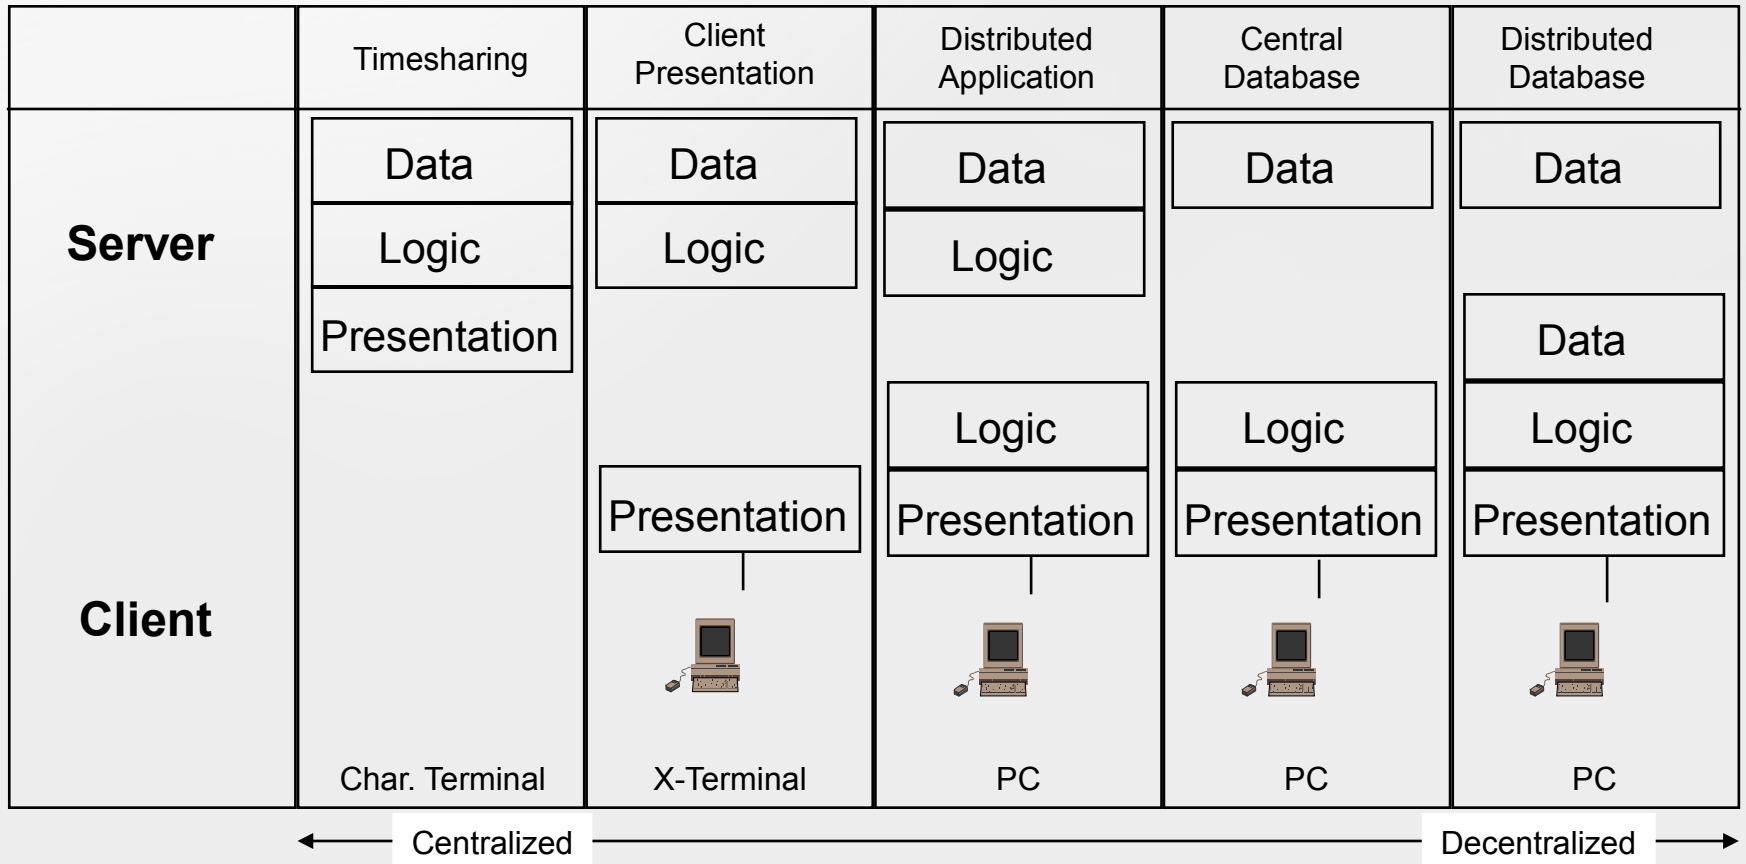 Timesharing
Client
Presentation
Distributed
Application
Central
Database
Distributed
Database
Server
Data
Logic
Presentation
Data
Logic
Data
Logic
Data
Data
Client
Presentation
Logic
Presentation
Logic
Presentation
Data
Logic
Presentation
Char. Terminal
X-Terminal
PC
PC
PC
Centralized
Decentralized